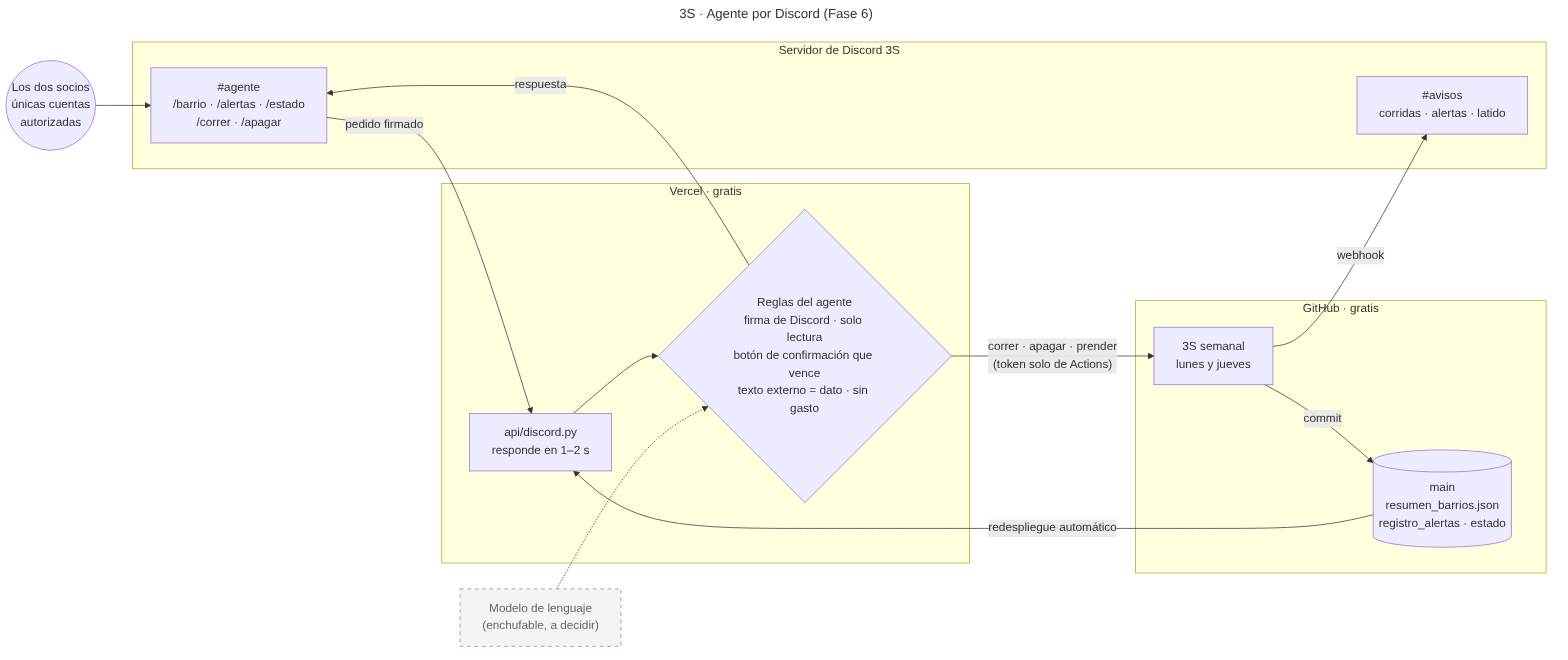 3S · Agente por Discord (Fase 6)
Servidor de Discord 3S
Los dos socios
únicas cuentas
autorizadas
#agente
/barrio · /alertas · /estado
/correr · /apagar
respuesta
pedido firmado
#avisos
corridas · alertas · latido
Vercel · gratis
Reglas del agente
firma de Discord · solo
lectura
botón de confirmación que
vence
texto externo = dato · sin
gasto
api/discord.py
responde en 1–2 s
correr · apagar · prender
(token solo de Actions)
webhook
GitHub · gratis
3S semanal
lunes y jueves
commit
main
resumen_barrios.json
registro_alertas · estado
redespliegue automático
Modelo de lenguaje
(enchufable, a decidir)